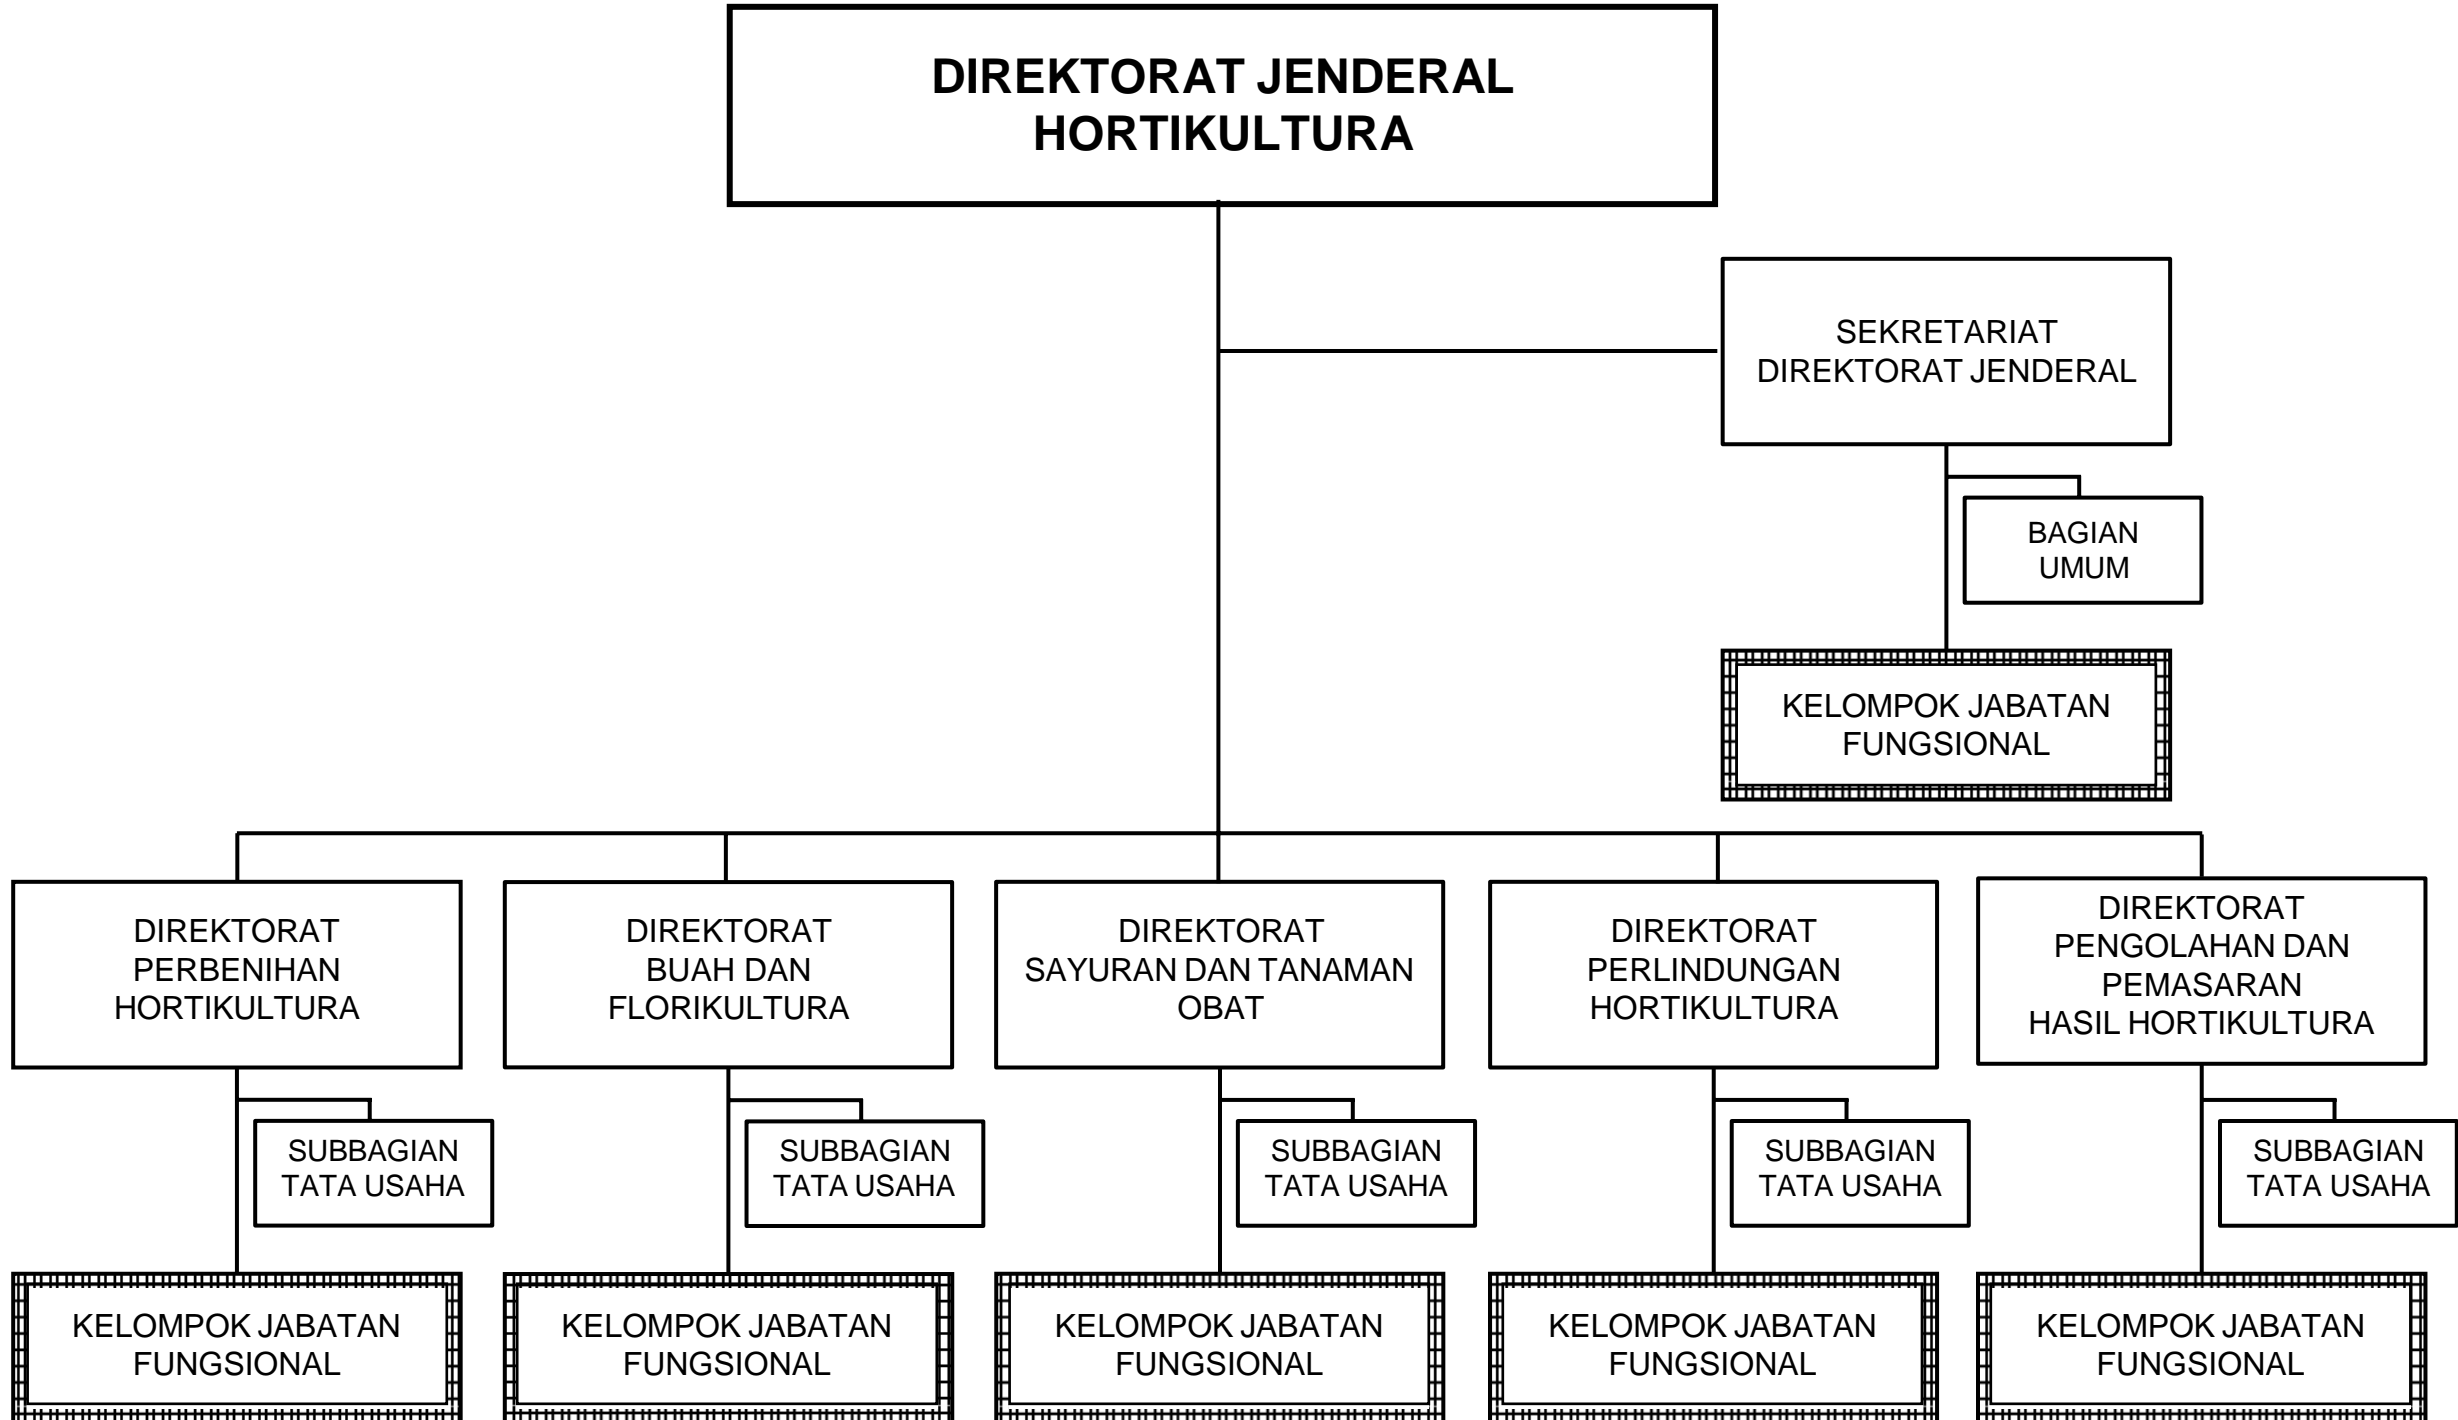 DIREKTORAT JENDERAL
HORTIKULTURA
SEKRETARIAT
DIREKTORAT JENDERAL
BAGIAN
UMUM
KELOMPOK JABATAN
FUNGSIONAL
DIREKTORAT
PERBENIHAN
HORTIKULTURA
DIREKTORAT
BUAH DAN
FLORIKULTURA
DIREKTORAT
SAYURAN DAN TANAMAN
OBAT
DIREKTORAT
PERLINDUNGAN
HORTIKULTURA
DIREKTORAT
PENGOLAHAN DAN
PEMASARAN
HASIL HORTIKULTURA
SUBBAGIAN
TATA USAHA
SUBBAGIAN
TATA USAHA
SUBBAGIAN
TATA USAHA
SUBBAGIAN
TATA USAHA
SUBBAGIAN
TATA USAHA
KELOMPOK JABATAN
FUNGSIONAL
KELOMPOK JABATAN
FUNGSIONAL
KELOMPOK JABATAN
FUNGSIONAL
KELOMPOK JABATAN
FUNGSIONAL
KELOMPOK JABATAN
FUNGSIONAL